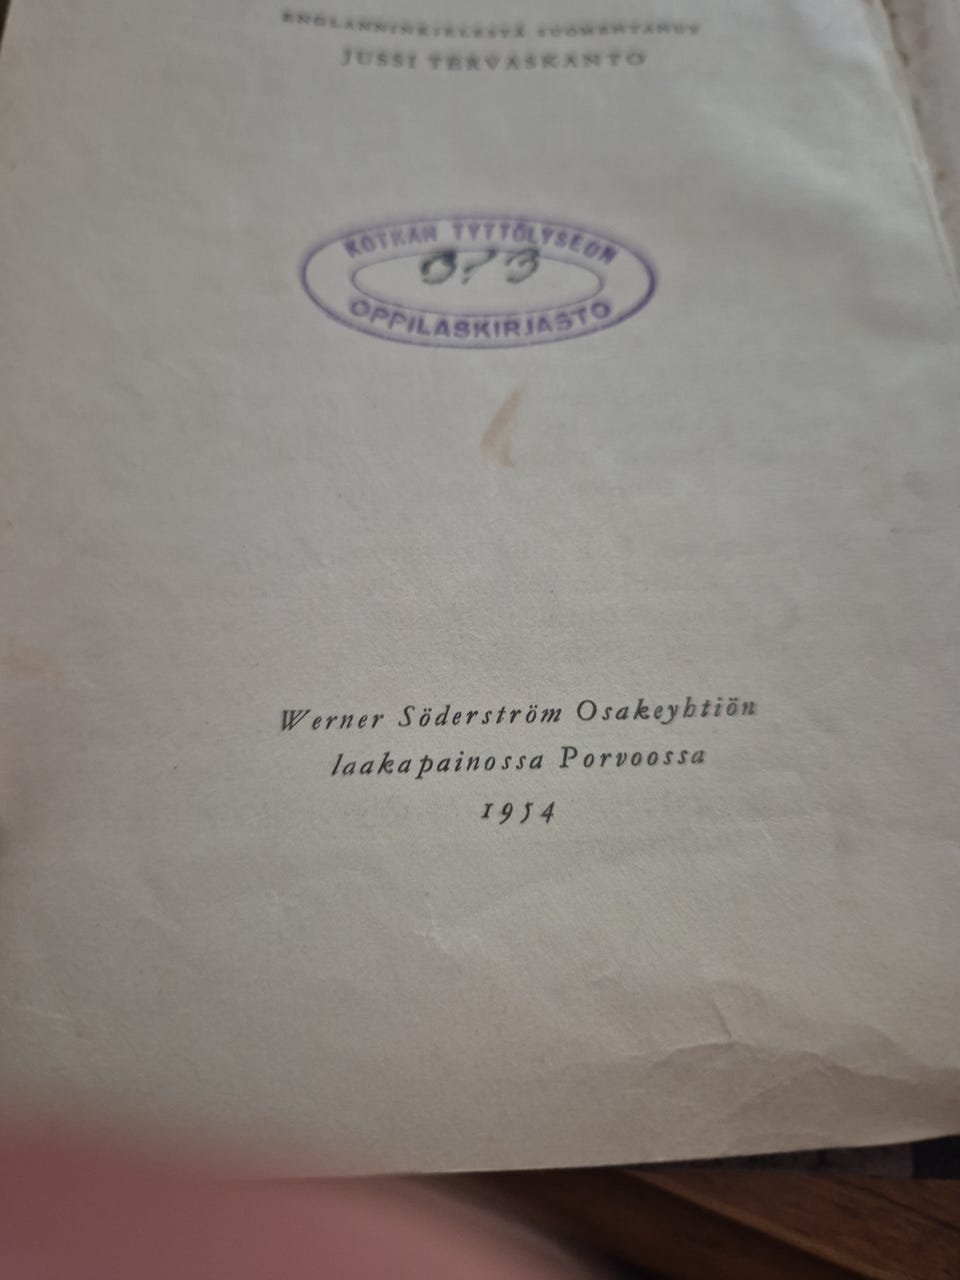 ENGLANNINKIELESTÄ SUOMENTANUT
JUSSI TERVASKANTO
KOTKAN TYTTÖLYSEON
OPPILASKIRJASTO
Werner Söderström Osakeyhtiön
laakapainossa Porvoossa
1954